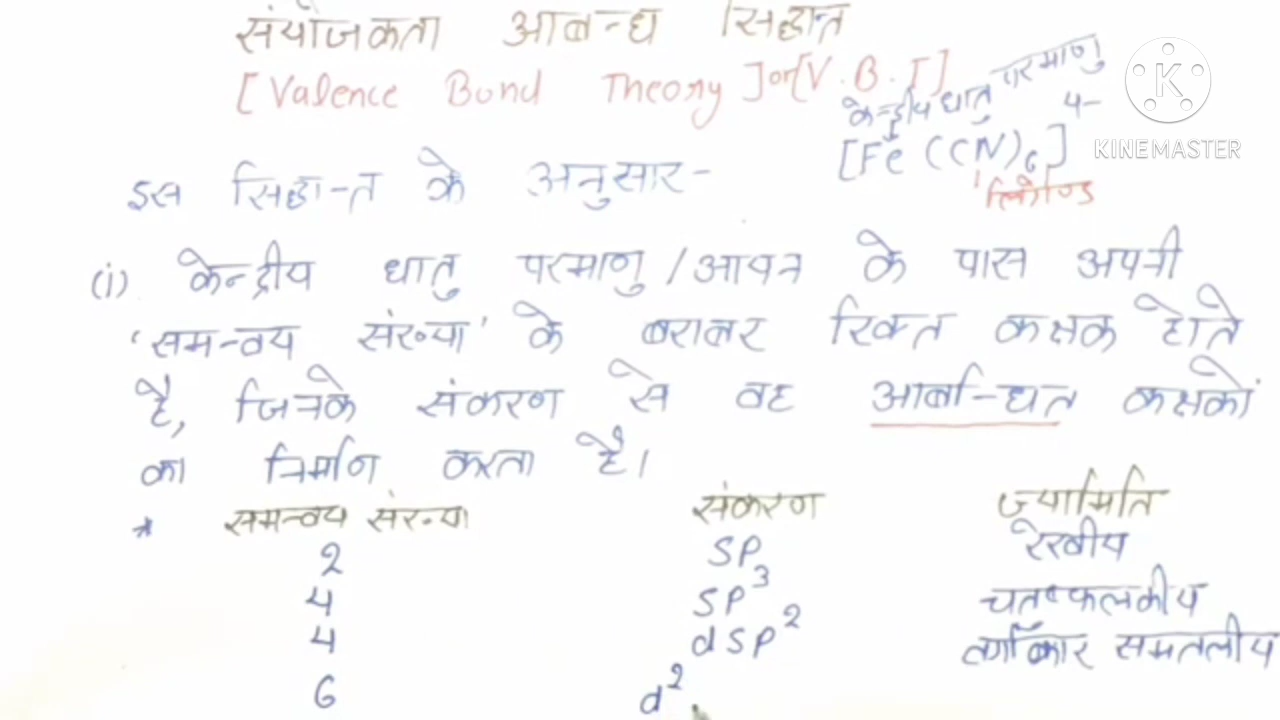 संयोजकता आबन्ध सिद्धान्त
[Valence Bond Theory] or [V.B.T]
केन्द्रीय धातु परमाणु
[Fe(CN)6]4-
लिगेण्ड
K
KINEMASTER
इस सिद्धान्त के अनुसार-
(i) केन्द्रीय धातु परमाणु/आयन के पास अपनी
'समन्वय संख्या' के बराबर रिक्त कक्षक होते
है, जिनके संकरण से वह आबन्धित कक्षकों
का निर्माण करता है।
* समन्वय संख्या संकरण ज्यामिति
2 SP रेखीय
4 SP3 चतुष्फलकीय
4 dSP2 वर्गाकार समतलीय
6 d2